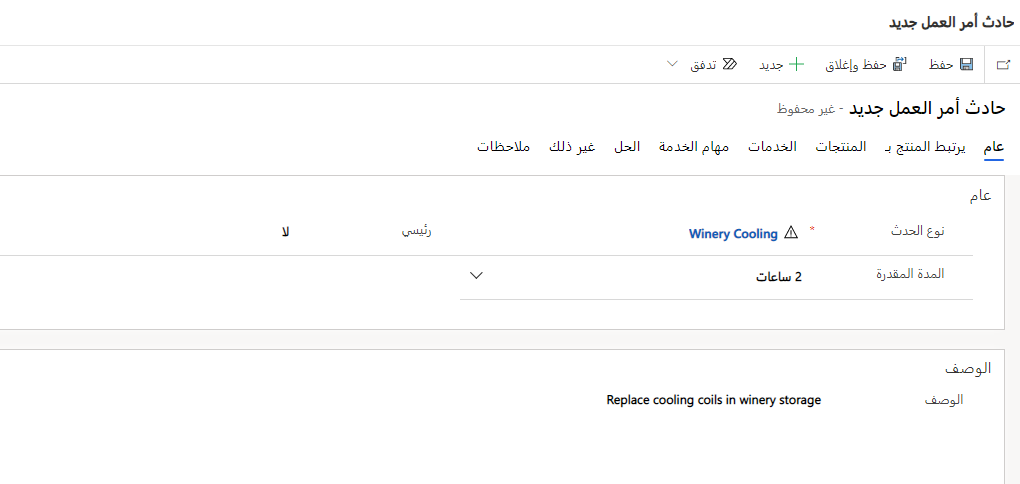 حادث أمر العمل جديد
حفظ حفظ وإغلاق جديد تدفق
حادث أمر العمل جديد - غير محفوظ
عام يرتبط المنتج بـ المنتجات الخدمات مهام الخدمة الحل غير ذلك ملاحظات
عام
نوع الحدث * Winery Cooling رئيسي لا
المدة المقدرة 2 ساعات
الوصف
الوصف Replace cooling coils in winery storage